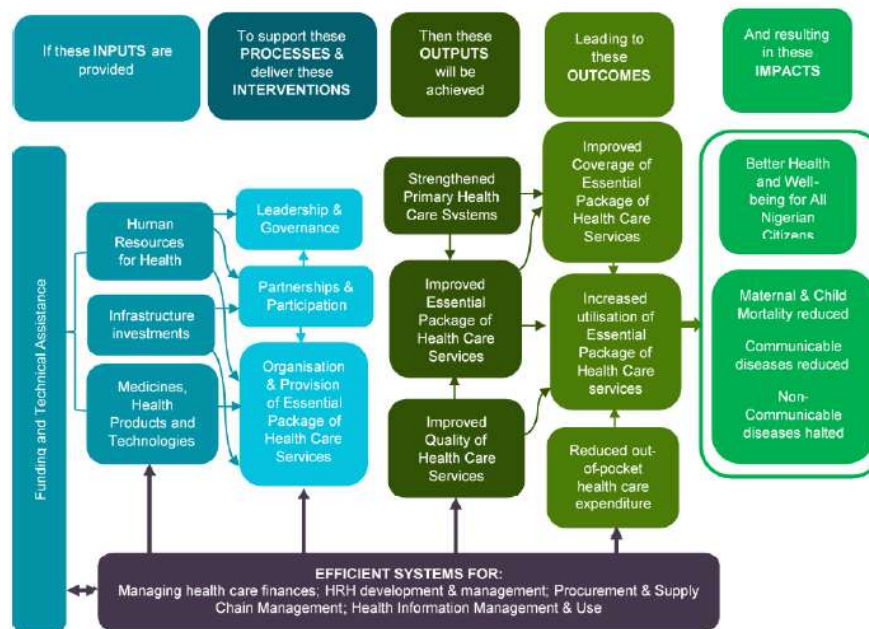 If these INPUTS are
provided
To support these
PROCESSES &
deliver these
INTERVENTIONS
Then these
OUTPUTS
will be
achieved
Leading to
these
OUTCOMES
And resulting
in these
IMPACTS
Funding and Technical Assistance
Human
Resources
for Health
Infrastructure
investments
Medicines,
Health
Products and
Technologies
Leadership &
Governance
Partnerships &
Participation
Organisation
& Provision
of Essential
Package of
Health Care
Services
Strengthened
Primary Health
Care Systems
Improved
Essential
Package of
Health Care
Services
Improved
Quality of
Health Care
Services
Improved
Coverage of
Essential
Package of
Health Care
Services
Increased
utilisation of
Essential
Package of
Health Care
services
Reduced out-
of-pocket
health care
expenditure
Better Health
and Well-
being for All
Nigerian
Citizens
Maternal & Child
Mortality reduced
Communicable
diseases reduced
Non-
Communicable
diseases halted
EFFICIENT SYSTEMS FOR:
Managing health care finances; HRH development & management; Procurement & Supply
Chain Management; Health Information Management & Use